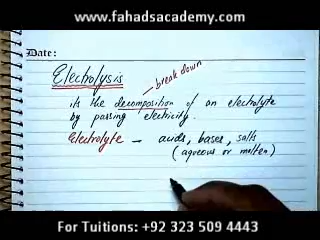 www.fahadsacademy.com
Date:
Electrolysis
break down
its the decomposition of an electrolyte
by passing electricity.
Electrolyte - acids, bases, salts
(aqueous or molten)
For Tuitions: +92 323 509 4443